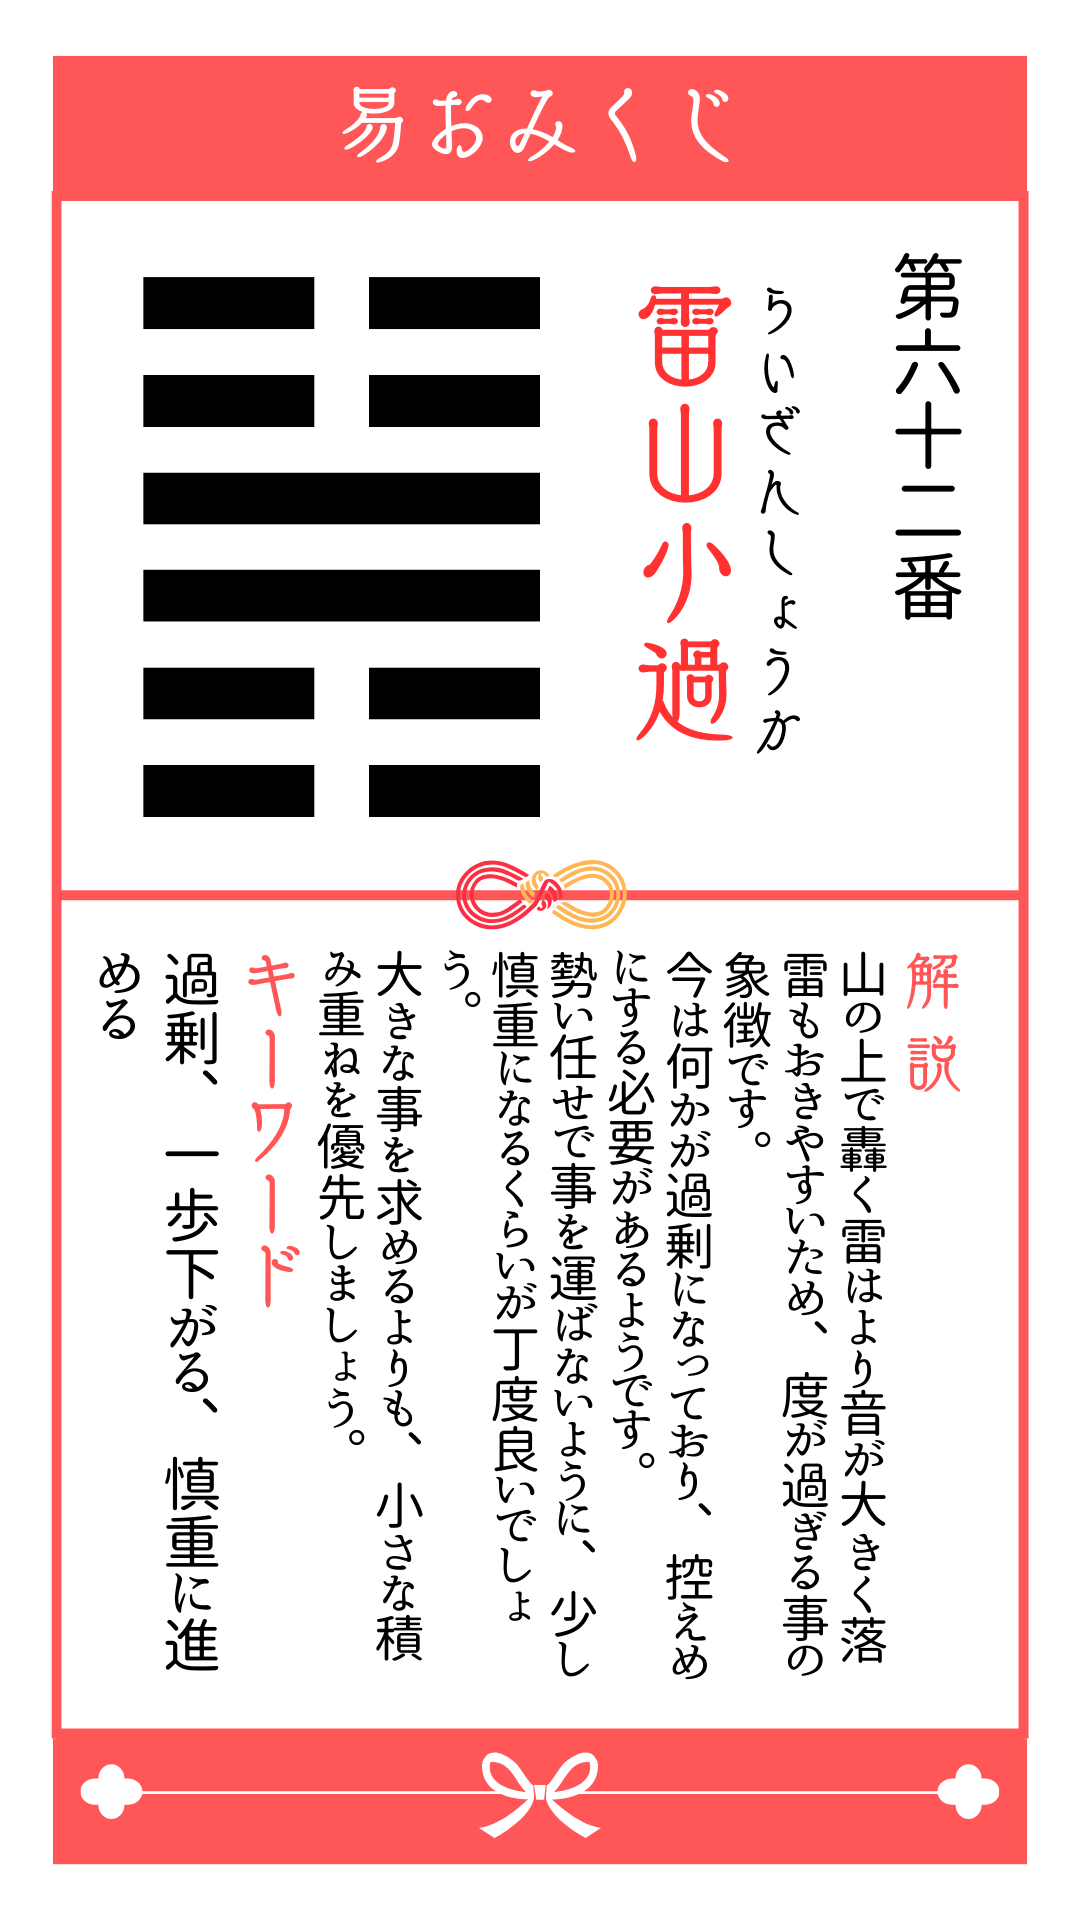 易おみくじ
第六十二番
らいざんしょうか
雷山小過
解説
山の上で轟く雷はより音が大きく落
雷もおきやすいため、度が過ぎる事の
象徴です。
今は何かが過剰になっており、控えめ
にする必要があるようです。
勢い任せで事を運ばないように、少し
慎重になるくらいが丁度良いでしょ
う。
大きな事を求めるよりも、小さな積
み重ねを優先しましょう。
キーワード
過剰、一歩下がる、慎重に進
める